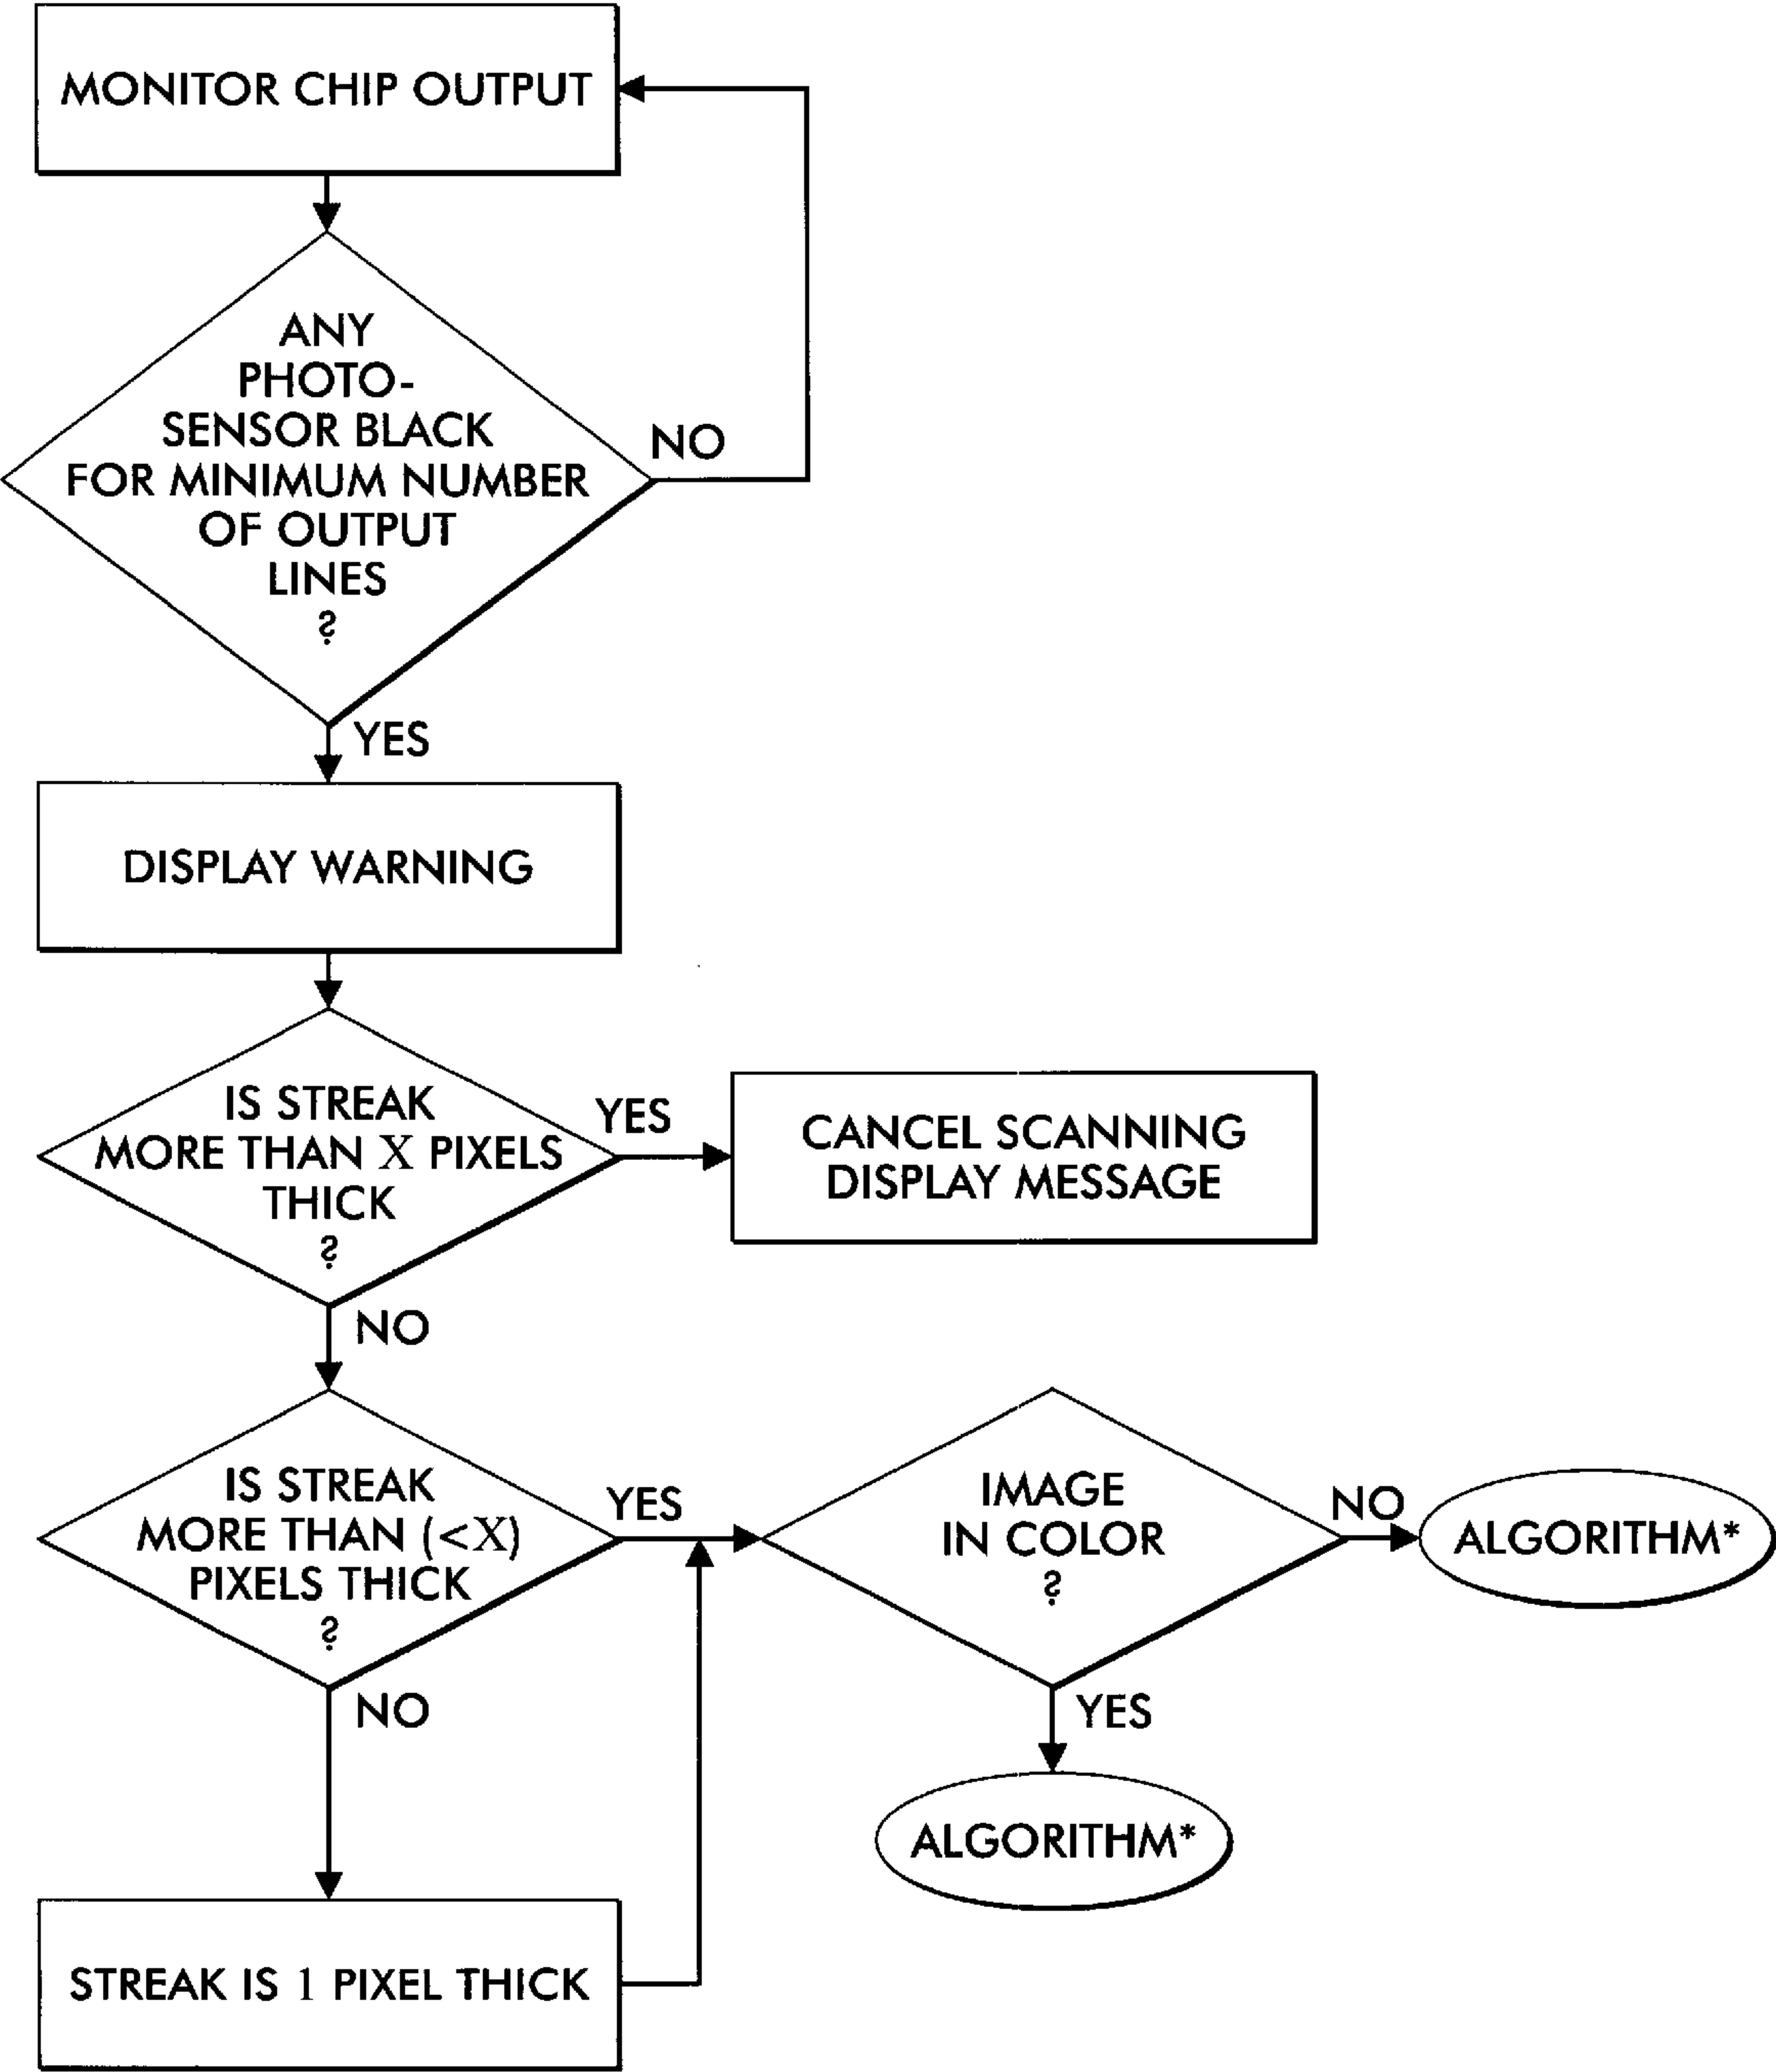 MONITOR CHIP OUTPUT
ANY
PHOTO-
SENSOR BLACK
FOR MINIMUM NUMBER
OF OUTPUT
LINES
?
NO
YES
DISPLAY WARNING
IS STREAK
MORE THAN X PIXELS
THICK
?
YES
CANCEL SCANNING
DISPLAY MESSAGE
NO
IS STREAK
MORE THAN (<X)
PIXELS THICK
?
YES
IMAGE
IN COLOR
?
NO
ALGORITHM*
NO
YES
ALGORITHM*
STREAK IS 1 PIXEL THICK